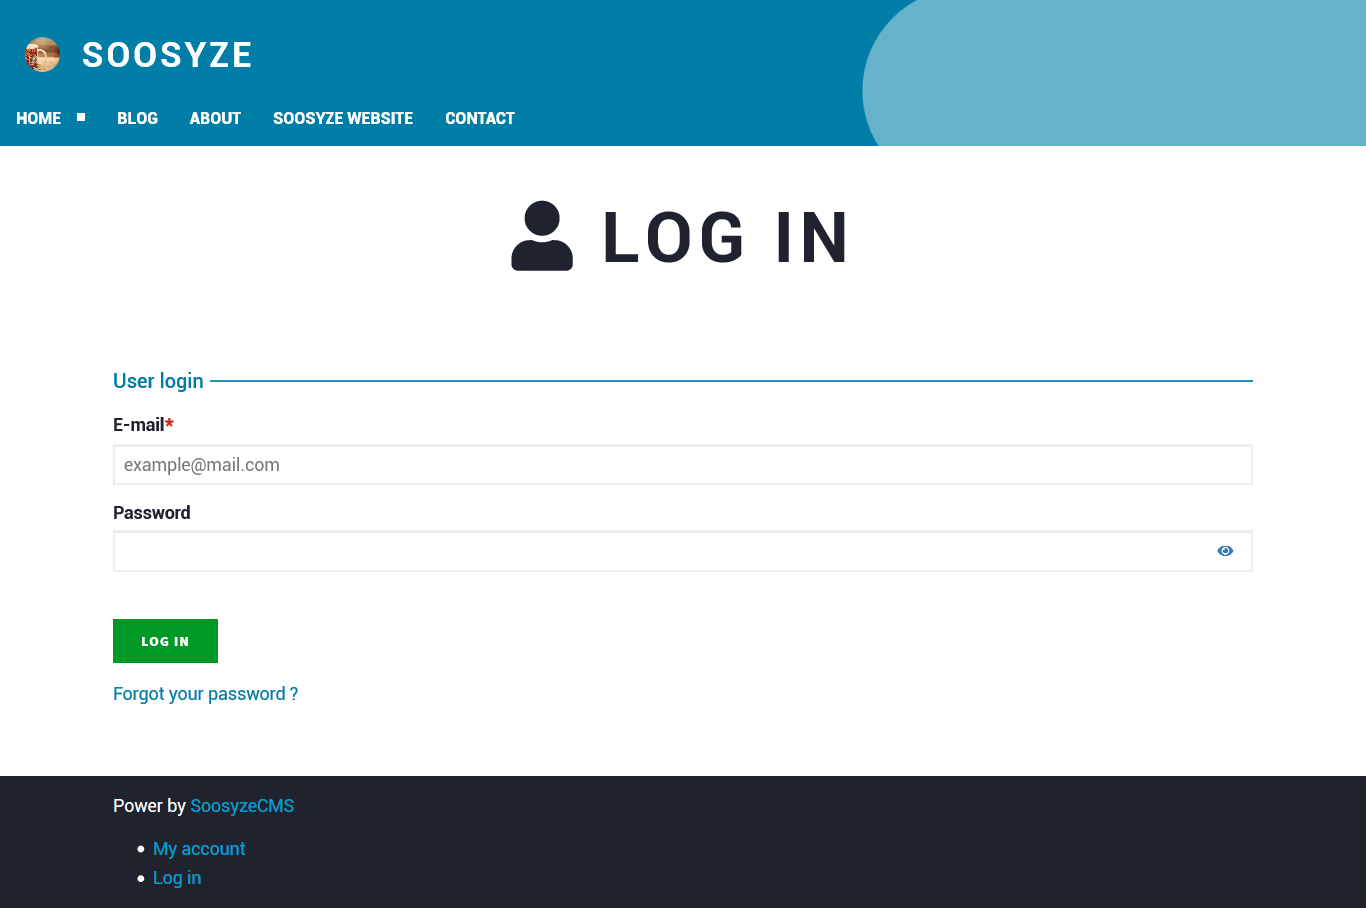 SOOSYZE
HOME BLOG ABOUT SOOSYZE WEBSITE CONTACT
LOG IN
User login
E-mail*
example@mail.com
Password
LOG IN
Forgot your password ?
Power by SoosyzeCMS
My account
Log in